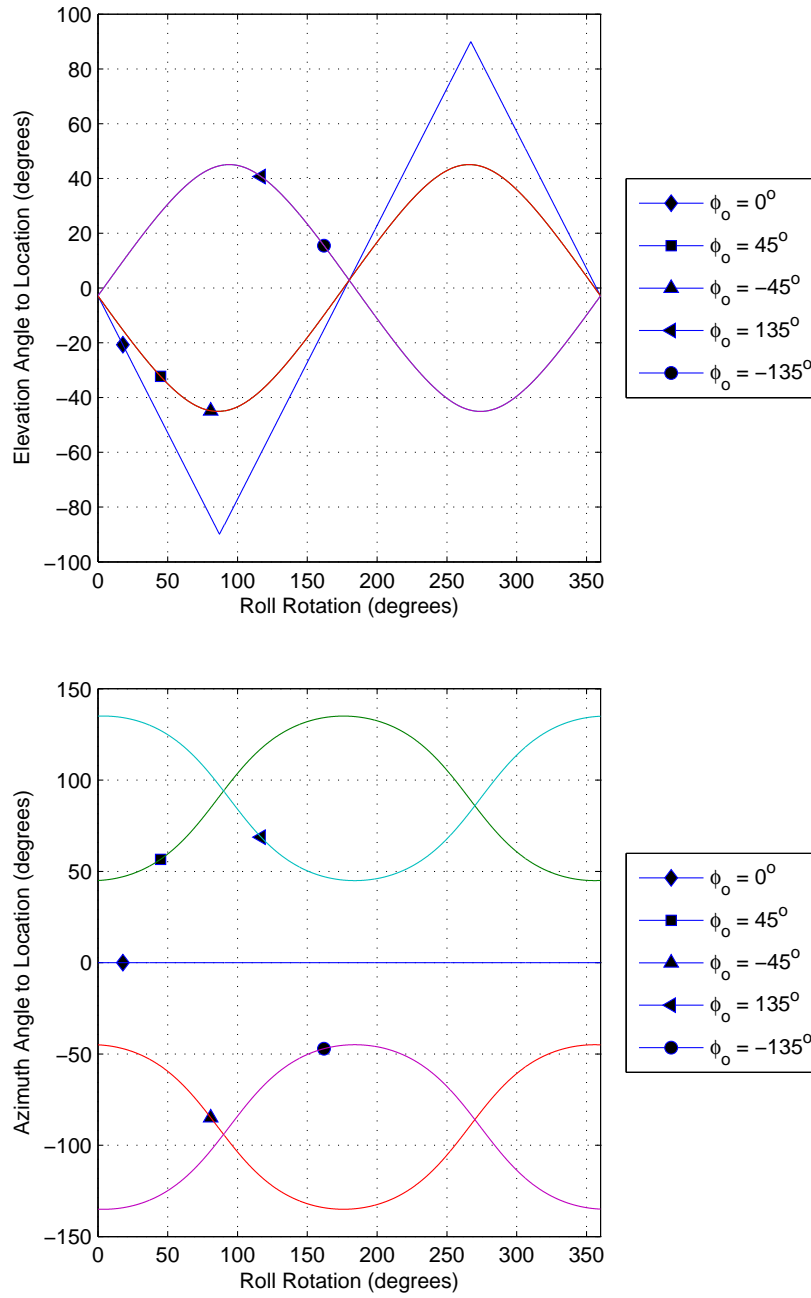 100
80
60
40
20
0
−20
−40
−60
−80
−100
0 50 100 150 200 250 300 350
Elevation Angle to Location (degrees)
Roll Rotation (degrees)
ϕo = 0o
ϕo = 45o
ϕo = −45o
ϕo = 135o
ϕo = −135o
150
100
50
0
−50
−100
−150
0 50 100 150 200 250 300 350
Azimuth Angle to Location (degrees)
Roll Rotation (degrees)
ϕo = 0o
ϕo = 45o
ϕo = −45o
ϕo = 135o
ϕo = −135o